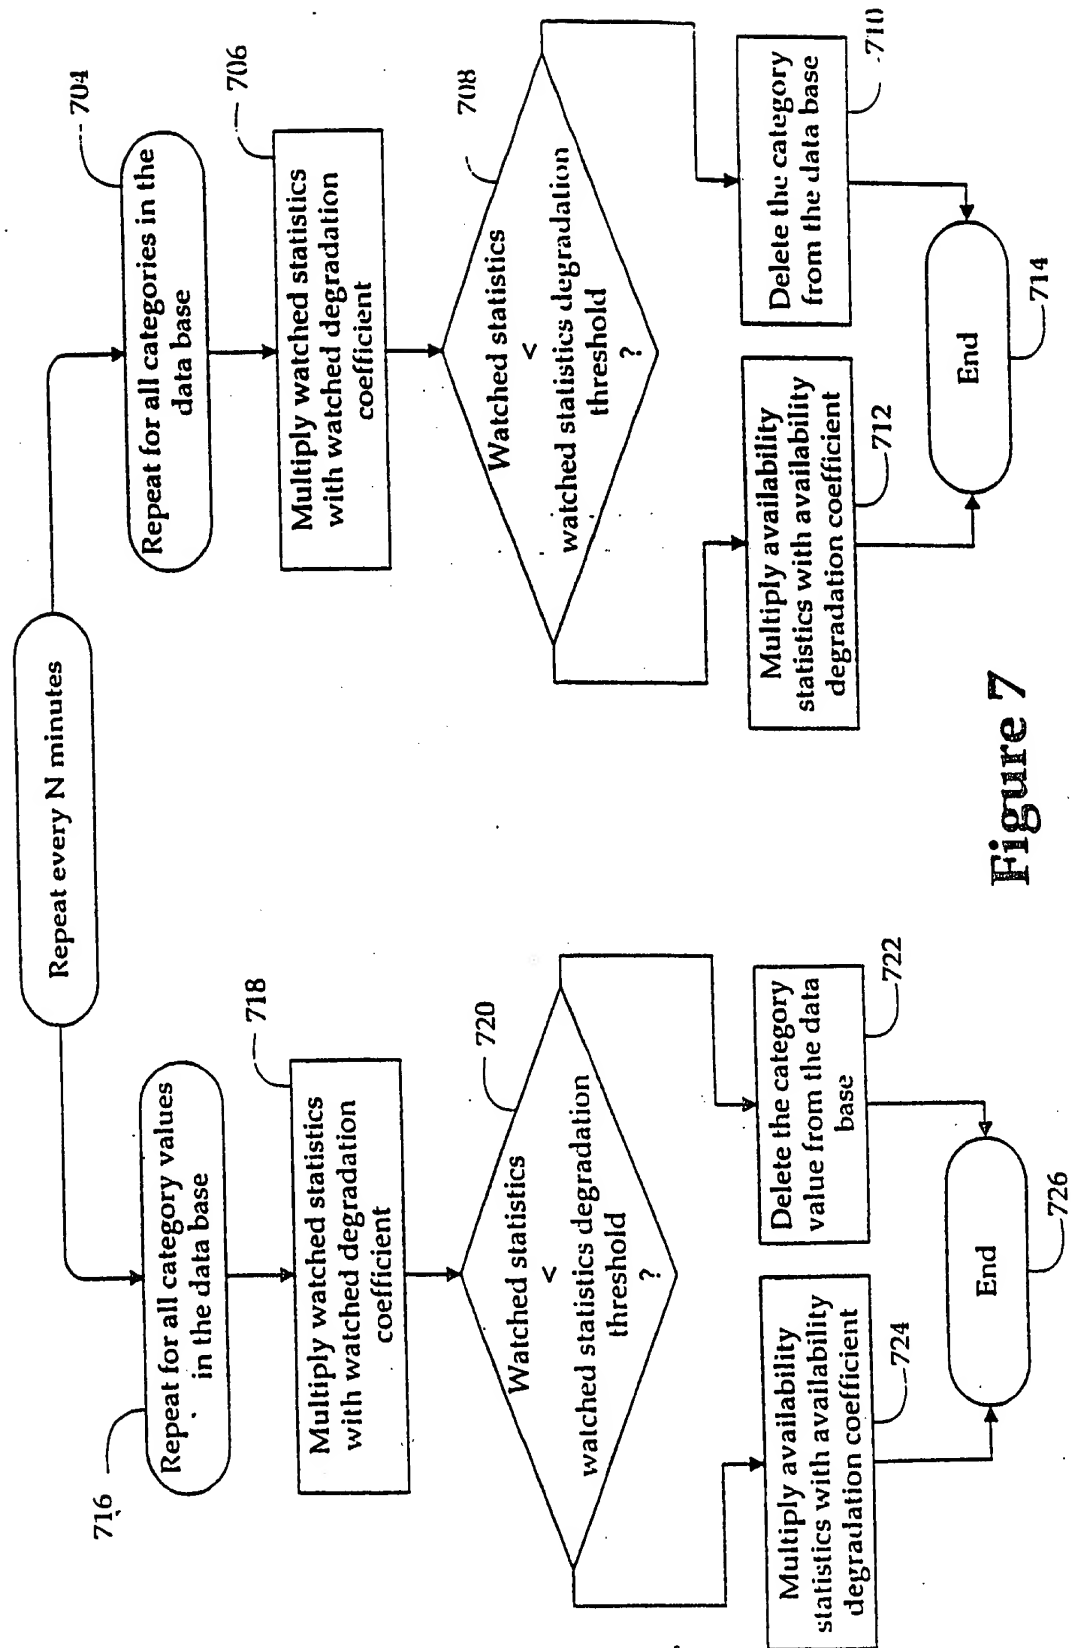 Repeat every N minutes
716
Repeat for all category values
in the data base
718
Multiply watched statistics
with watched degradation
coefficient
720
Watched statistics
<
watched statistics degradation
threshold
?
Multiply availability
statistics with availability
degradation coefficient
724
Delete the category
value from the data
base
722
End
726
704
Repeat for all categories in the
data base
706
Multiply watched statistics
with watched degradation
coefficient
708
Watched statistics
<
watched statistics degradation
threshold
?
Multiply availability
statistics with availability
degradation coefficient
712
Delete the category
from the data base
710
End
714
Figure 7